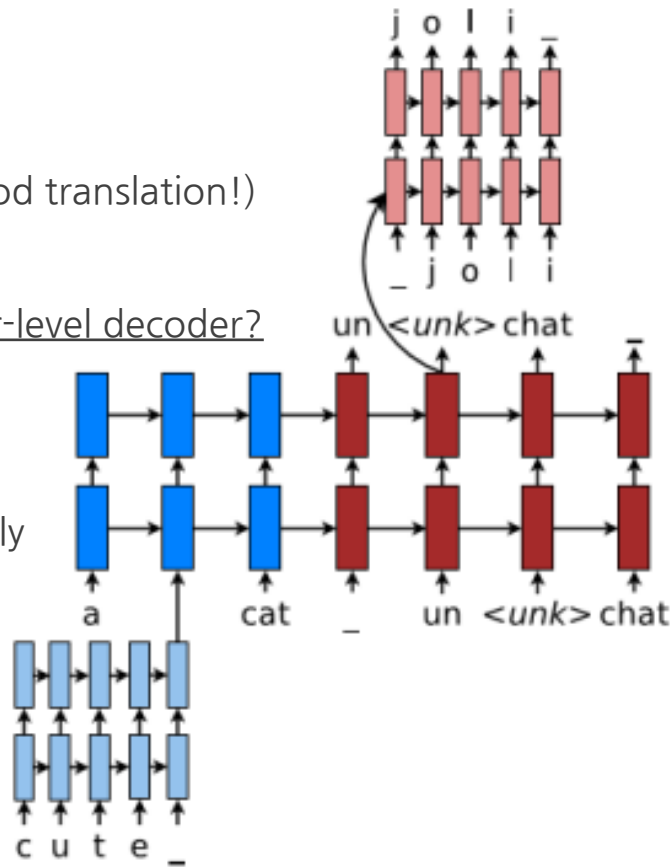 j o l i _
od translation!)
_ j o l i
r-level decoder?
un <unk> chat _
ly
a cat _ un <unk> chat
c u t e _